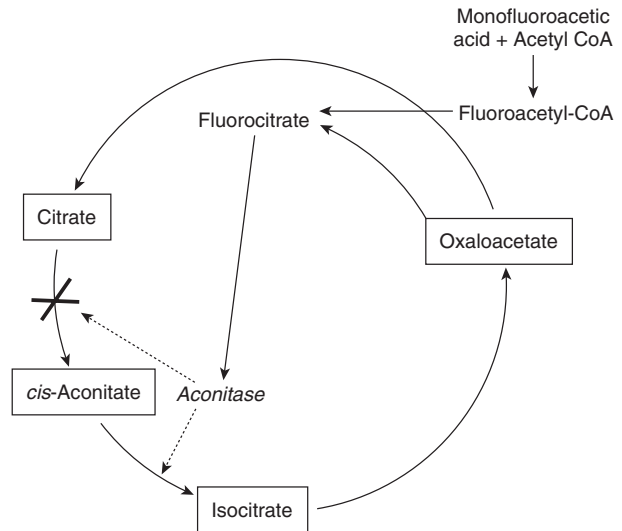 Monofluoroacetic
acid + Acetyl CoA
Fluoroacetyl-CoA
Fluorocitrate
Citrate
Oxaloacetate
cis-Aconitate
Aconitase
Isocitrate